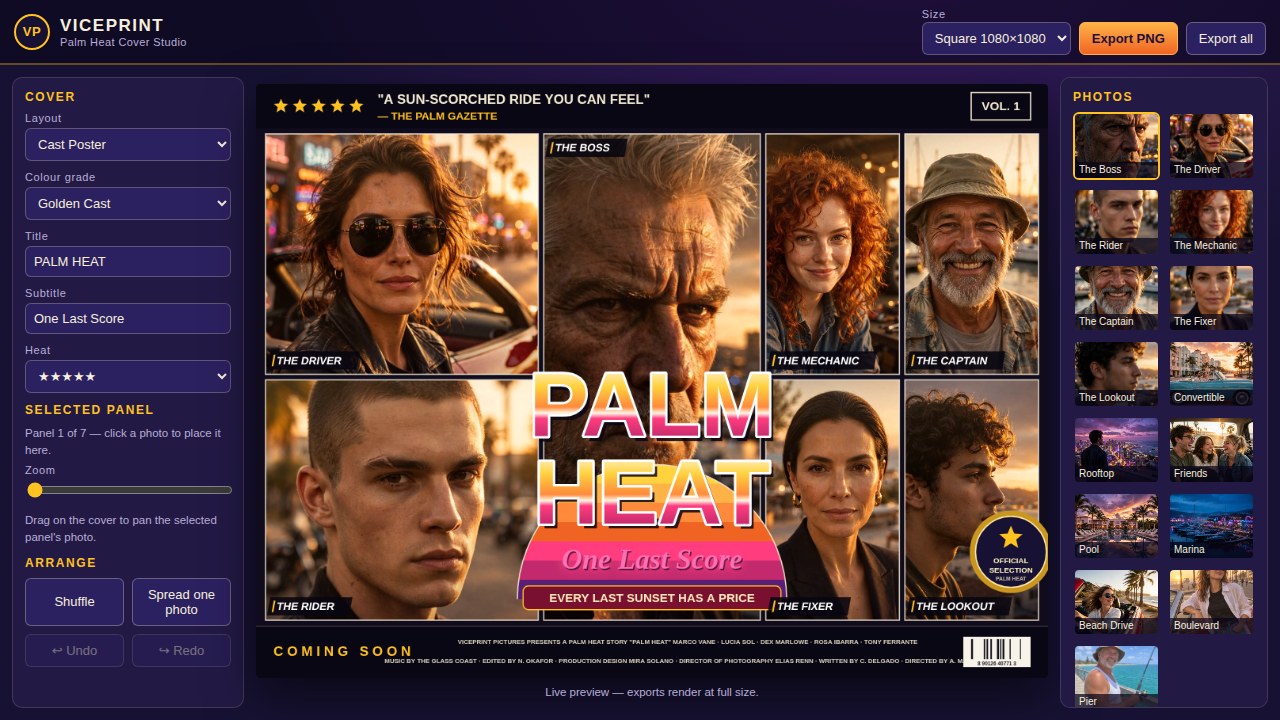 VP
VICEPRINT
Palm Heat Cover Studio
Size
Square 1080×1080
Export PNG
Export all
COVER
Layout
Cast Poster
Colour grade
Golden Cast
Title
PALM HEAT
Subtitle
One Last Score
Heat
★★★★★
SELECTED PANEL
Panel 1 of 7 — click a photo to place it
here.
Zoom
Drag on the cover to pan the selected
panel's photo.
ARRANGE
Shuffle
Spread one
photo
↩ Undo
↪ Redo
"A SUN-SCORCHED RIDE YOU CAN FEEL"
— THE PALM GAZETTE
VOL. 1
THE BOSS
THE DRIVER
THE MECHANIC
THE CAPTAIN
PALM
HEAT
One Last Score
EVERY LAST SUNSET HAS A PRICE
THE RIDER
THE FIXER
THE LOOKOUT
OFFICIAL
SELECTION
PALM HEAT
COMING SOON
VICEPRINT PICTURES PRESENTS A PALM HEAT STORY "PALM HEAT" MARCO VANE · LUCIA SOL · DEX MARLOWE · ROSA IBARRA · TONY FERRANTE
MUSIC BY THE GLASS COAST · EDITED BY N. OKAFOR · PRODUCTION DESIGN MIRA SOLANO · DIRECTOR OF PHOTOGRAPHY ELIAS RENN · WRITTEN BY C. DELGADO · DIRECTED BY A. M
8 90126 40771 3
Live preview — exports render at full size.
PHOTOS
The Boss
The Driver
The Rider
The Mechanic
The Captain
The Fixer
The Lookout
Convertible
Rooftop
Friends
Pool
Marina
Beach Drive
Boulevard
Pier